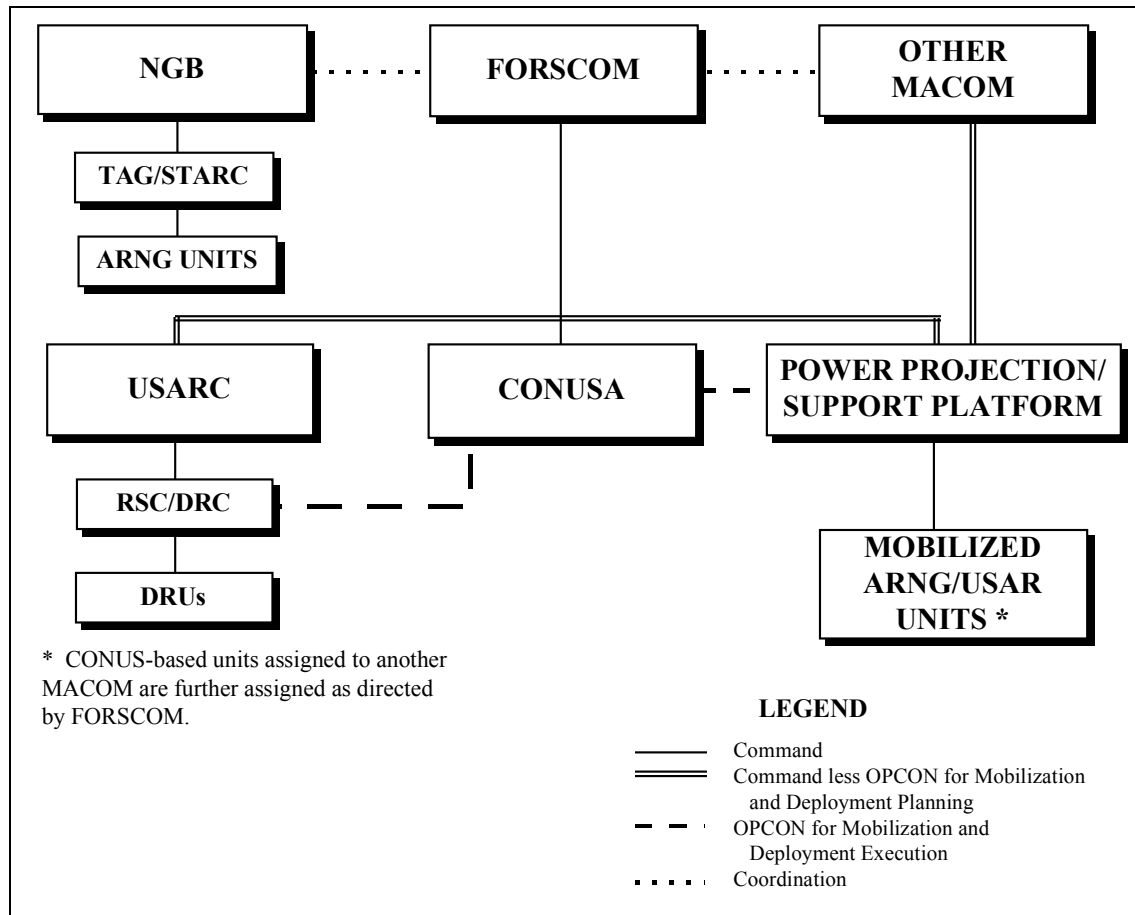 NGB
FORSCOM
OTHER
MACOM
TAG/STARC
ARNG UNITS
USARC
CONUSA
POWER PROJECTION/
SUPPORT PLATFORM
RSC/DRC
DRUs
MOBILIZED
ARNG/USAR
UNITS *
* CONUS-based units assigned to another
MACOM are further assigned as directed
by FORSCOM.
LEGEND
Command
Command less OPCON for Mobilization
and Deployment Planning
OPCON for Mobilization and
Deployment Execution
Coordination